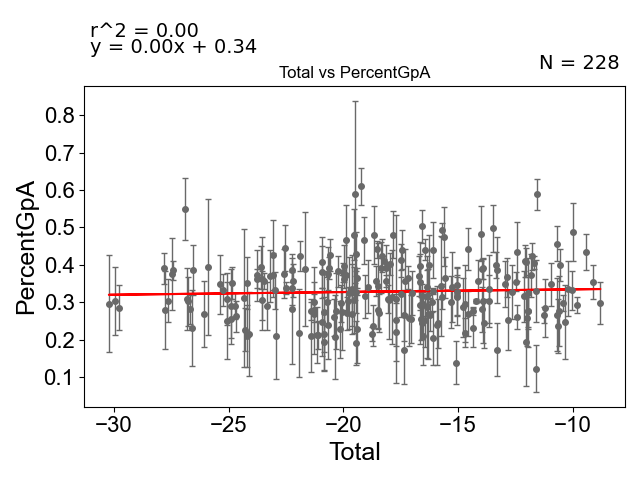 r^2 = 0.00
y = 0.00x + 0.34
N = 228
Total vs PercentGpA
PercentGpA
0.8
0.7
0.6
0.5
0.4
0.3
0.2
0.1
−30
−25
−20
−15
−10
Total